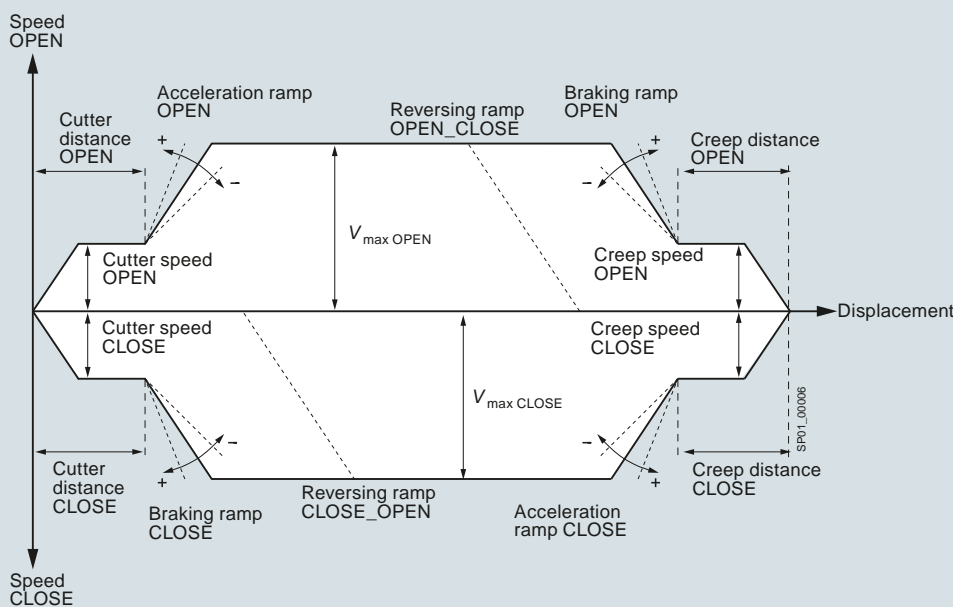 Speed
OPEN
Acceleration ramp
OPEN
Braking ramp
OPEN
Cutter
distance
OPEN
Reversing ramp
OPEN_CLOSE
Creep distance
OPEN
+
–
+
–
Vmax OPEN
Cutter speed
OPEN
Creep speed
OPEN
Displacement
Cutter speed
CLOSE
Creep speed
CLOSE
Vmax CLOSE
SP01_00006
–
+
–
+
Cutter
distance
CLOSE
Braking ramp
CLOSE
Reversing ramp
CLOSE_OPEN
Acceleration
ramp CLOSE
Creep distance
CLOSE
Speed
CLOSE